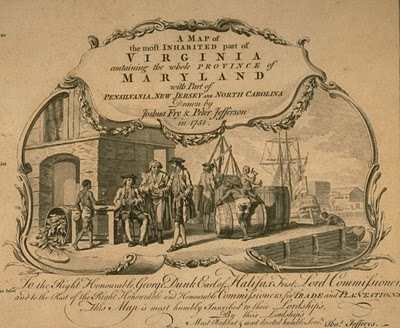 A MAP of
the most INHABITED part of
VIRGINIA
containing the whole PROVINCE of
MARYLAND
with Part of
PENSILVANIA, NEW JERSEY AND NORTH CAROLINA
Drawn by
Joshua Fry & Peter Jefferson
in 1751.
To the Right Honourable, George Dunk Earl of Halifax First Lord Commissioner,
and to the Rest of the Right Honourable and Honourable Commissioners, for TRADE and PLANTATIONS
This Map is most humbly Inscribed to their Lordships,
By their Lordship's
Most Obedient & most devoted humble Servt. Thos. Jefferys.